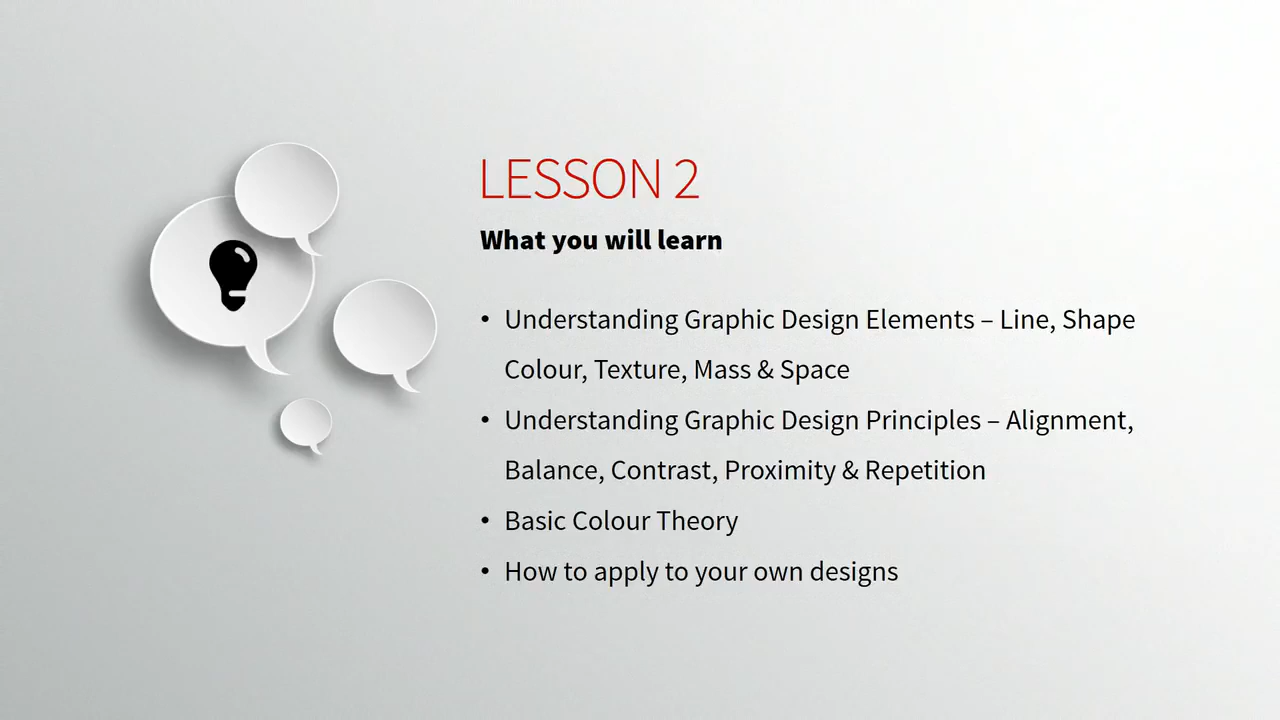 LESSON 2
What you will learn
• Understanding Graphic Design Elements – Line, Shape
Colour, Texture, Mass & Space
• Understanding Graphic Design Principles – Alignment,
Balance, Contrast, Proximity & Repetition
• Basic Colour Theory
• How to apply to your own designs